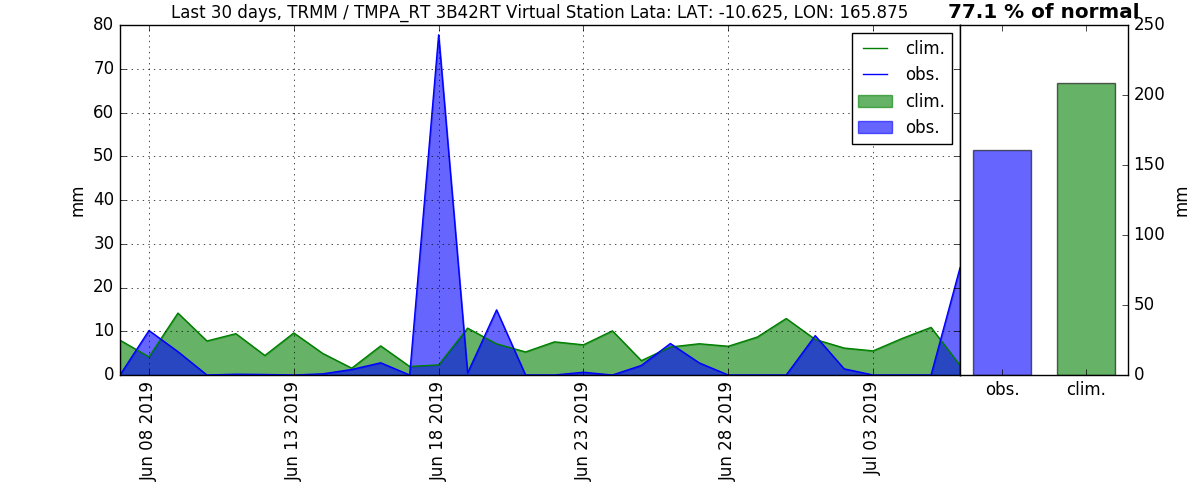 Last 30 days, TRMM / TMPA_RT 3B42RT Virtual Station Lata: LAT: -10.625, LON: 165.875
77.1 % of normal
80
70
60
50
40
30
20
10
0
mm
clim.
obs.
clim.
obs.
Jun 08 2019
Jun 13 2019
Jun 18 2019
Jun 23 2019
Jun 28 2019
Jul 03 2019
250
200
150
100
50
0
mm
obs.
clim.